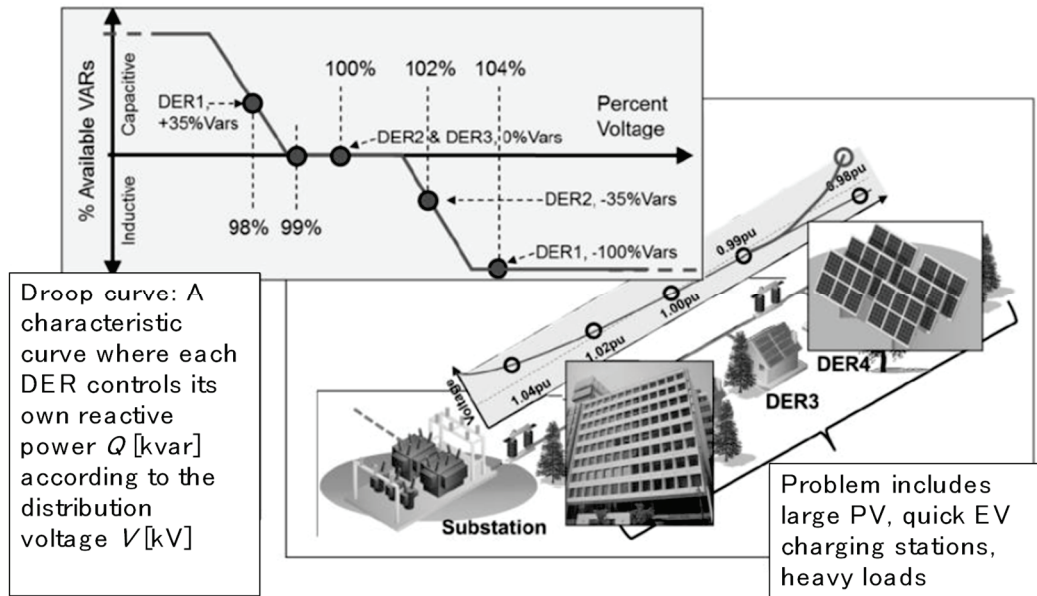 % Available VARs
Capacitive
Inductive
100%
102%
104%
Percent
Voltage
DER1,
+35%Vars
DER2 & DER3, 0%Vars
DER2, -35%Vars
98%
99%
DER1, -100%Vars
Droop curve: A
characteristic
curve where each
DER controls its
own reactive
power Q [kvar]
according to the
distribution
voltage V [kV]
0.98pu
0.99pu
1.00pu
1.02pu
1.04pu
Voltage
DER4
DER3
Substation
Problem includes
large PV, quick EV
charging stations,
heavy loads